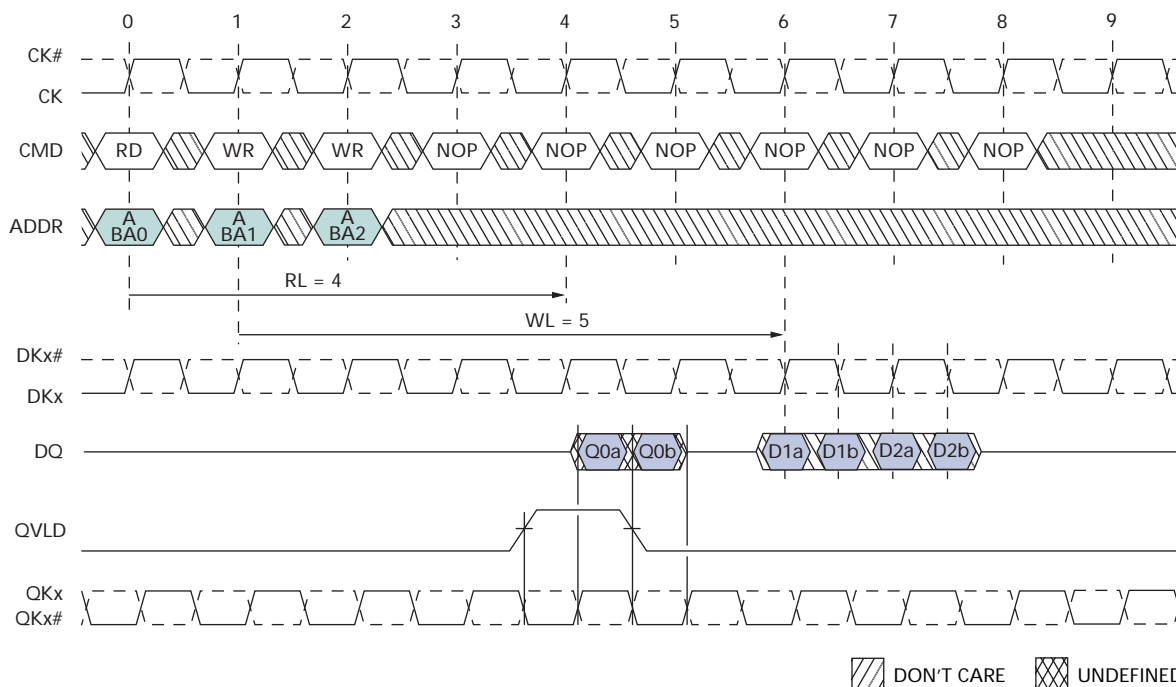 0 1 2 3 4 5 6 7 8 9
CK#
CK
CMD RD WR WR NOP NOP NOP NOP NOP NOP
ADDR A BA0 A BA1 A BA2
RL = 4
WL = 5
DKx#
DKx
DQ Q0a Q0b D1a D1b D2a D2b
QVLD
QKx
QKx#
DON'T CARE UNDEFINED